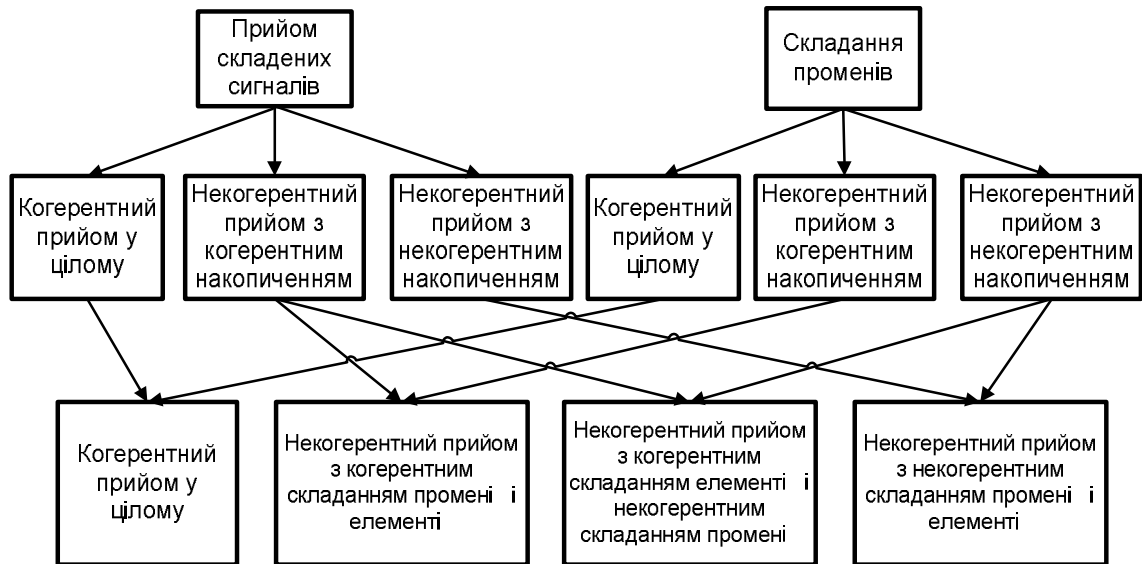 Прийом
складених
сигналів
Складання
променів
Когерентний
прийом у
цілому
Некогерентний
прийом з
когерентним
накопиченням
Некогерентний
прийом з
некогерентним
накопиченням
Когерентний
прийом у
цілому
Некогерентний
прийом з
когерентним
накопиченням
Некогерентний
прийом з
некогерентним
накопиченням
Когерентний
прийом у
цілому
Некогерентний прийом
з когерентним
складанням промені і
елементі
Некогерентний прийом
з когерентним
складанням елементі і
некогерентним
складанням промені
Некогерентний прийом
з некогерентним
складанням промені і
елементі